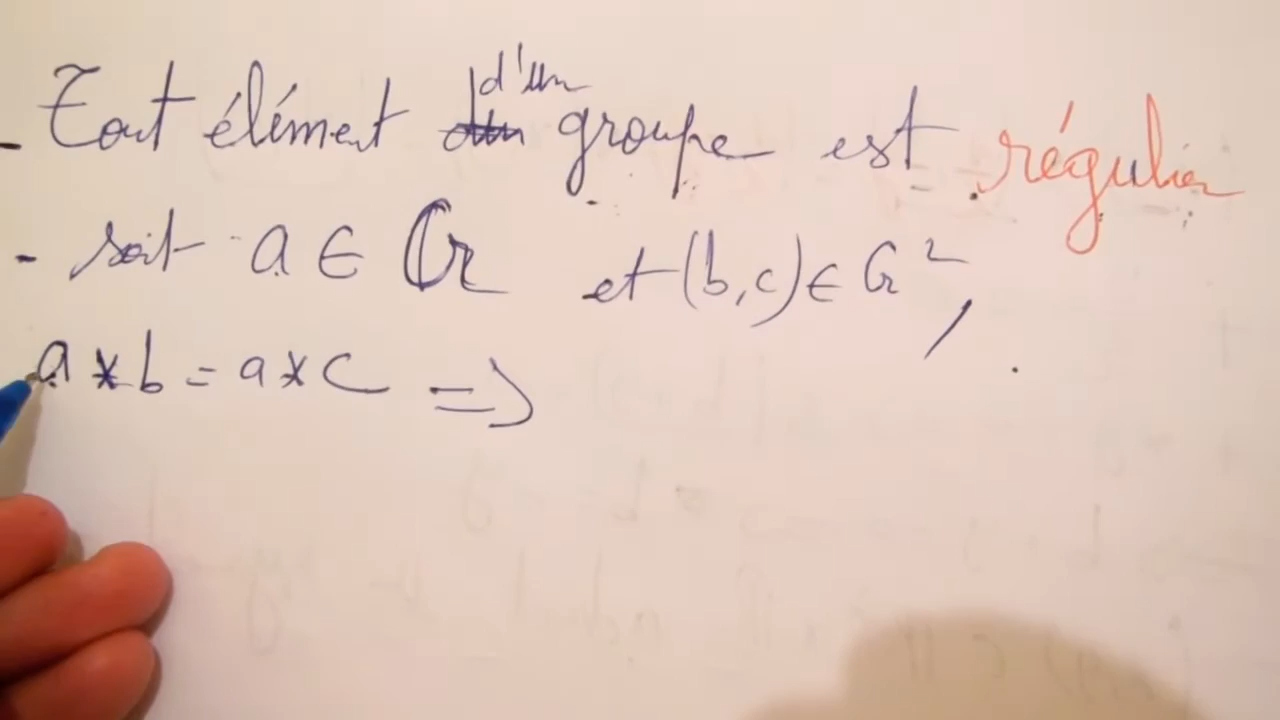 - Tout élément d'un groupe est régulier
- soit a ∈ G et (b,c) ∈ G²,
a * b = a * c =>